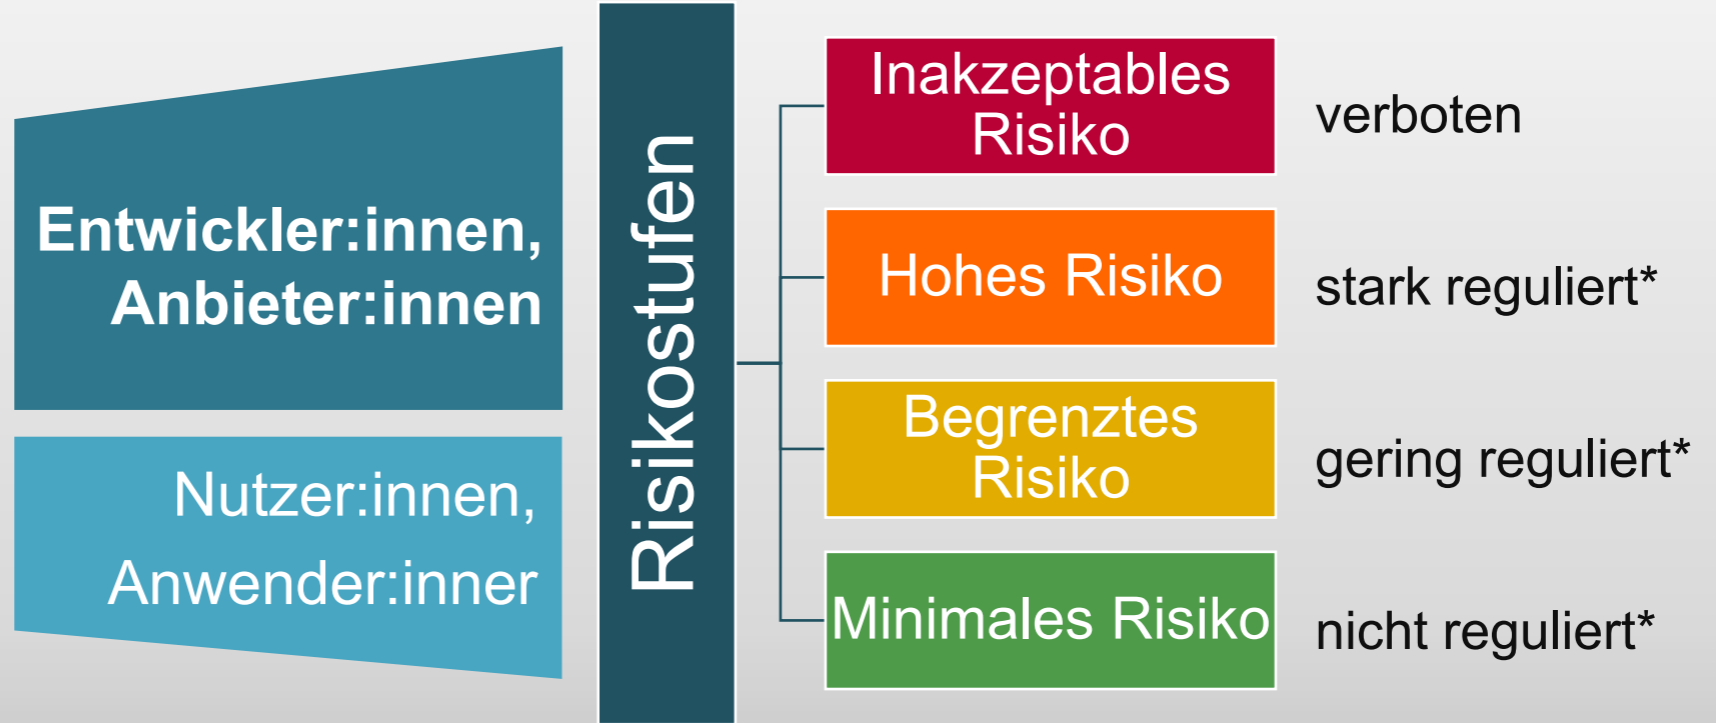 Entwickler:innen,
Anbieter:innen
Nutzer:innen,
Anwender:inner
Risikostufen
Inakzeptables
Risiko
verboten
Hohes Risiko
stark reguliert*
Begrenztes
Risiko
gering reguliert*
Minimales Risiko
nicht reguliert*